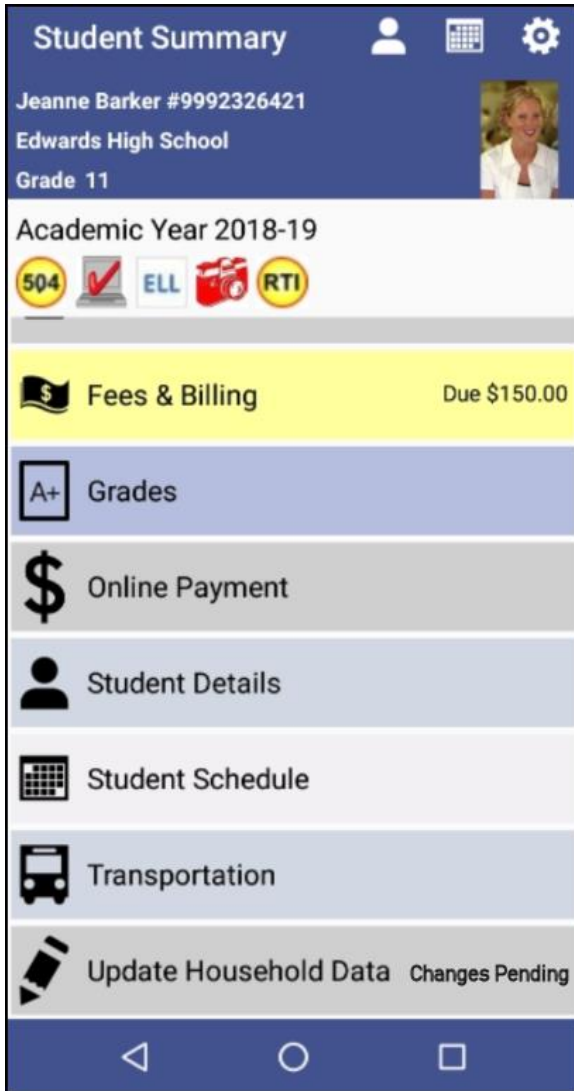 Student Summary
Jeanne Barker #9992326421
Edwards High School
Grade 11
Academic Year 2018-19
504 ELL RTI
$ Fees & Billing Due $150.00
A+ Grades
$ Online Payment
Student Details
Student Schedule
Transportation
Update Household Data Changes Pending